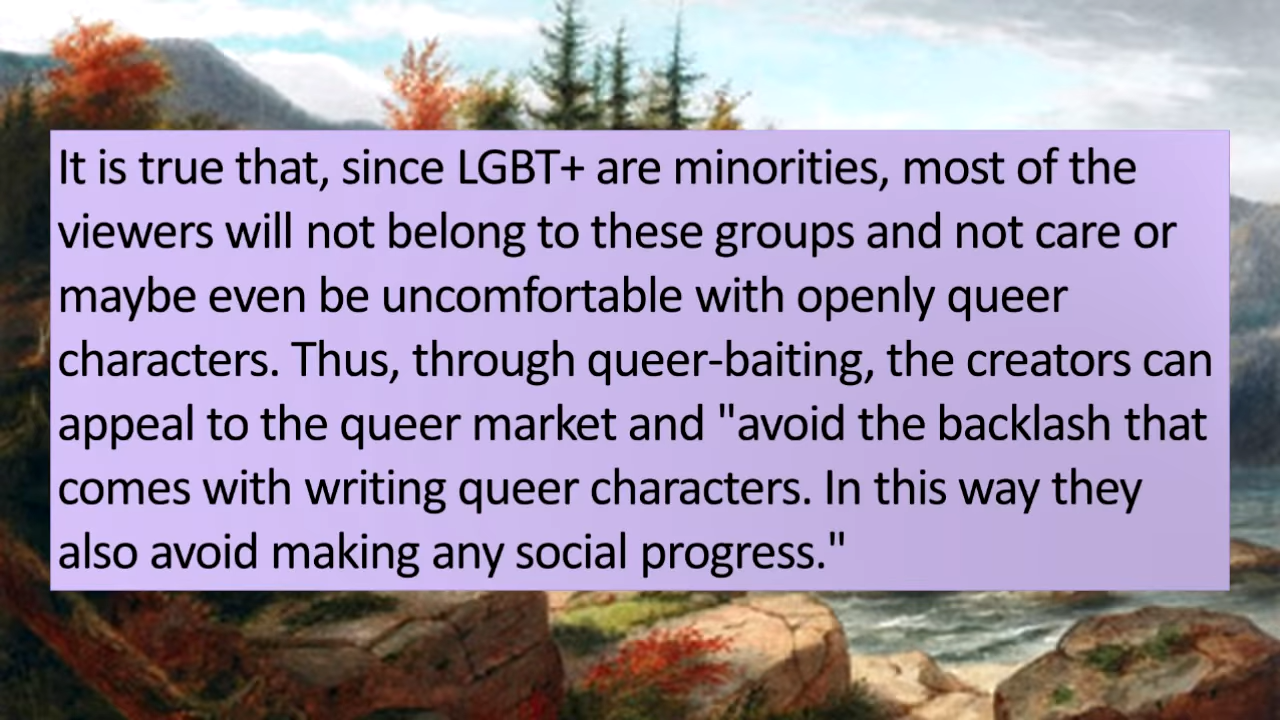 It is true that, since LGBT+ are minorities, most of the
viewers will not belong to these groups and not care or
maybe even be uncomfortable with openly queer
characters. Thus, through queer-baiting, the creators can
appeal to the queer market and "avoid the backlash that
comes with writing queer characters. In this way they
also avoid making any social progress."